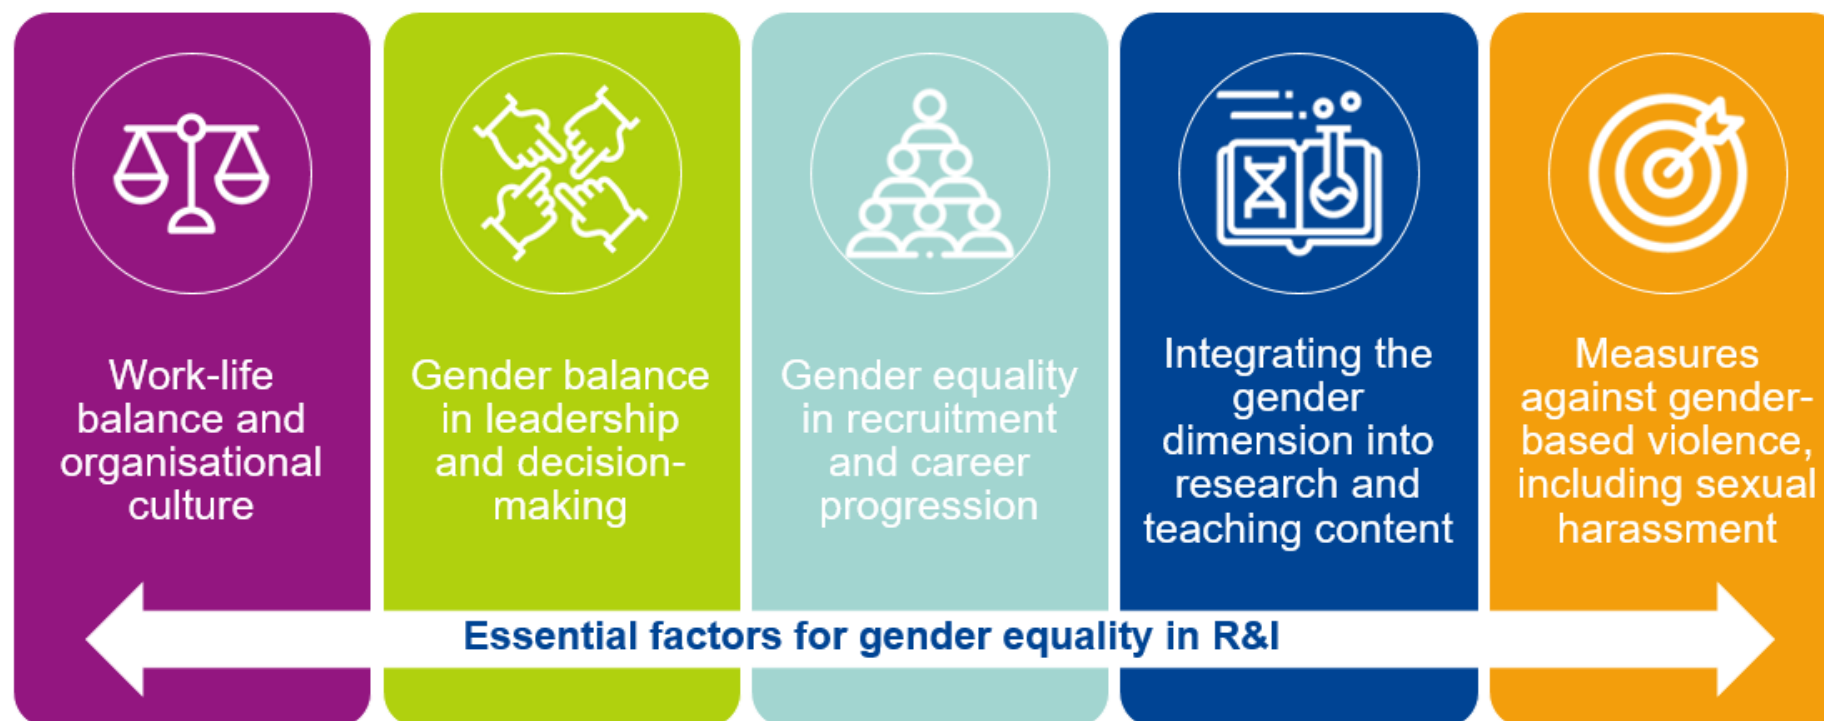 Work-life
balance and
organisational
culture
Gender balance
in leadership
and decision-
making
Gender equality
in recruitment
and career
progression
Integrating the
gender
dimension into
research and
teaching content
Measures
against gender-
based violence,
including sexual
harassment
Essential factors for gender equality in R&I